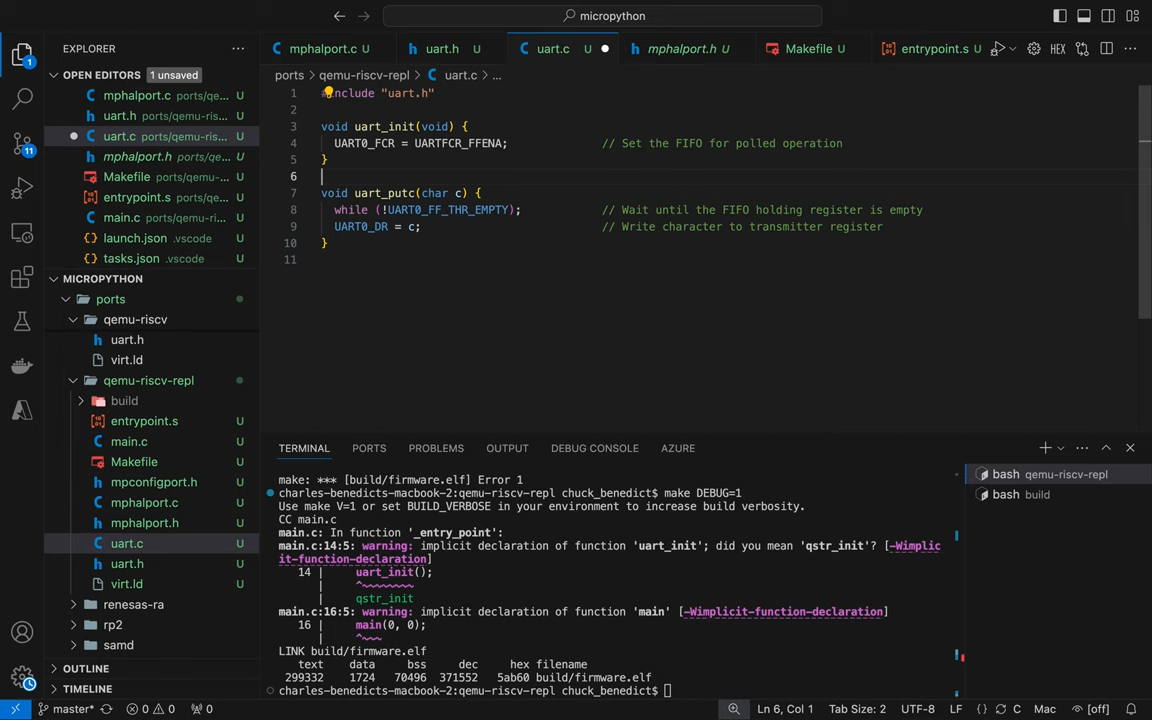 micropython
EXPLORER
OPEN EDITORS 1 unsaved
mphalport.c ports/qe... U
uart.h ports/qemu-ris... U
uart.c ports/qemu-ris... U
mphalport.h ports/qe... U
Makefile ports/qemu-r... U
entrypoint.s ports/qe... U
main.c ports/qemu-ris... U
launch.json .vscode
tasks.json .vscode
MICROPYTHON
ports
qemu-riscv
uart.h
virt.ld
qemu-riscv-repl
build
entrypoint.s U
main.c U
Makefile U
mpconfigport.h U
mphalport.c U
mphalport.h U
uart.c U
uart.h U
virt.ld U
renesas-ra
rp2
samd
OUTLINE
TIMELINE
1
11
mphalport.c U
uart.h U
uart.c U
mphalport.h U
Makefile U
entrypoint.s U
HEX
ports > qemu-riscv-repl > uart.c > ...
1 #include "uart.h"
2
3 void uart_init(void) {
4 UART0_FCR = UARTFCR_FFENA; // Set the FIFO for polled operation
5 }
6
7 void uart_putc(char c) {
8 while (!UART0_FF_THR_EMPTY); // Wait until the FIFO holding register is empty
9 UART0_DR = c; // Write character to transmitter register
10 }
11
TERMINAL PORTS PROBLEMS OUTPUT DEBUG CONSOLE AZURE
make: *** [build/firmware.elf] Error 1
charles-benedicts-macbook-2:qemu-riscv-repl chuck_benedict$ make DEBUG=1
Use make V=1 or set BUILD_VERBOSE in your environment to increase build verbosity.
CC main.c
main.c: In function '_entry_point':
main.c:14:5: warning: implicit declaration of function 'uart_init'; did you mean 'qstr_init'? [-Wimplic
it-function-declaration]
14 | uart_init();
| ^~~~~~~~~
| qstr_init
main.c:16:5: warning: implicit declaration of function 'main' [-Wimplicit-function-declaration]
16 | main(0, 0);
| ^~~~
LINK build/firmware.elf
text data bss dec hex filename
299332 1724 70496 371552 5ab60 build/firmware.elf
charles-benedicts-macbook-2:qemu-riscv-repl chuck_benedict$
bash qemu-riscv-repl
bash build
master* 0 0 0 Ln 6, Col 1 Tab Size: 2 UTF-8 LF {} C Mac [off]